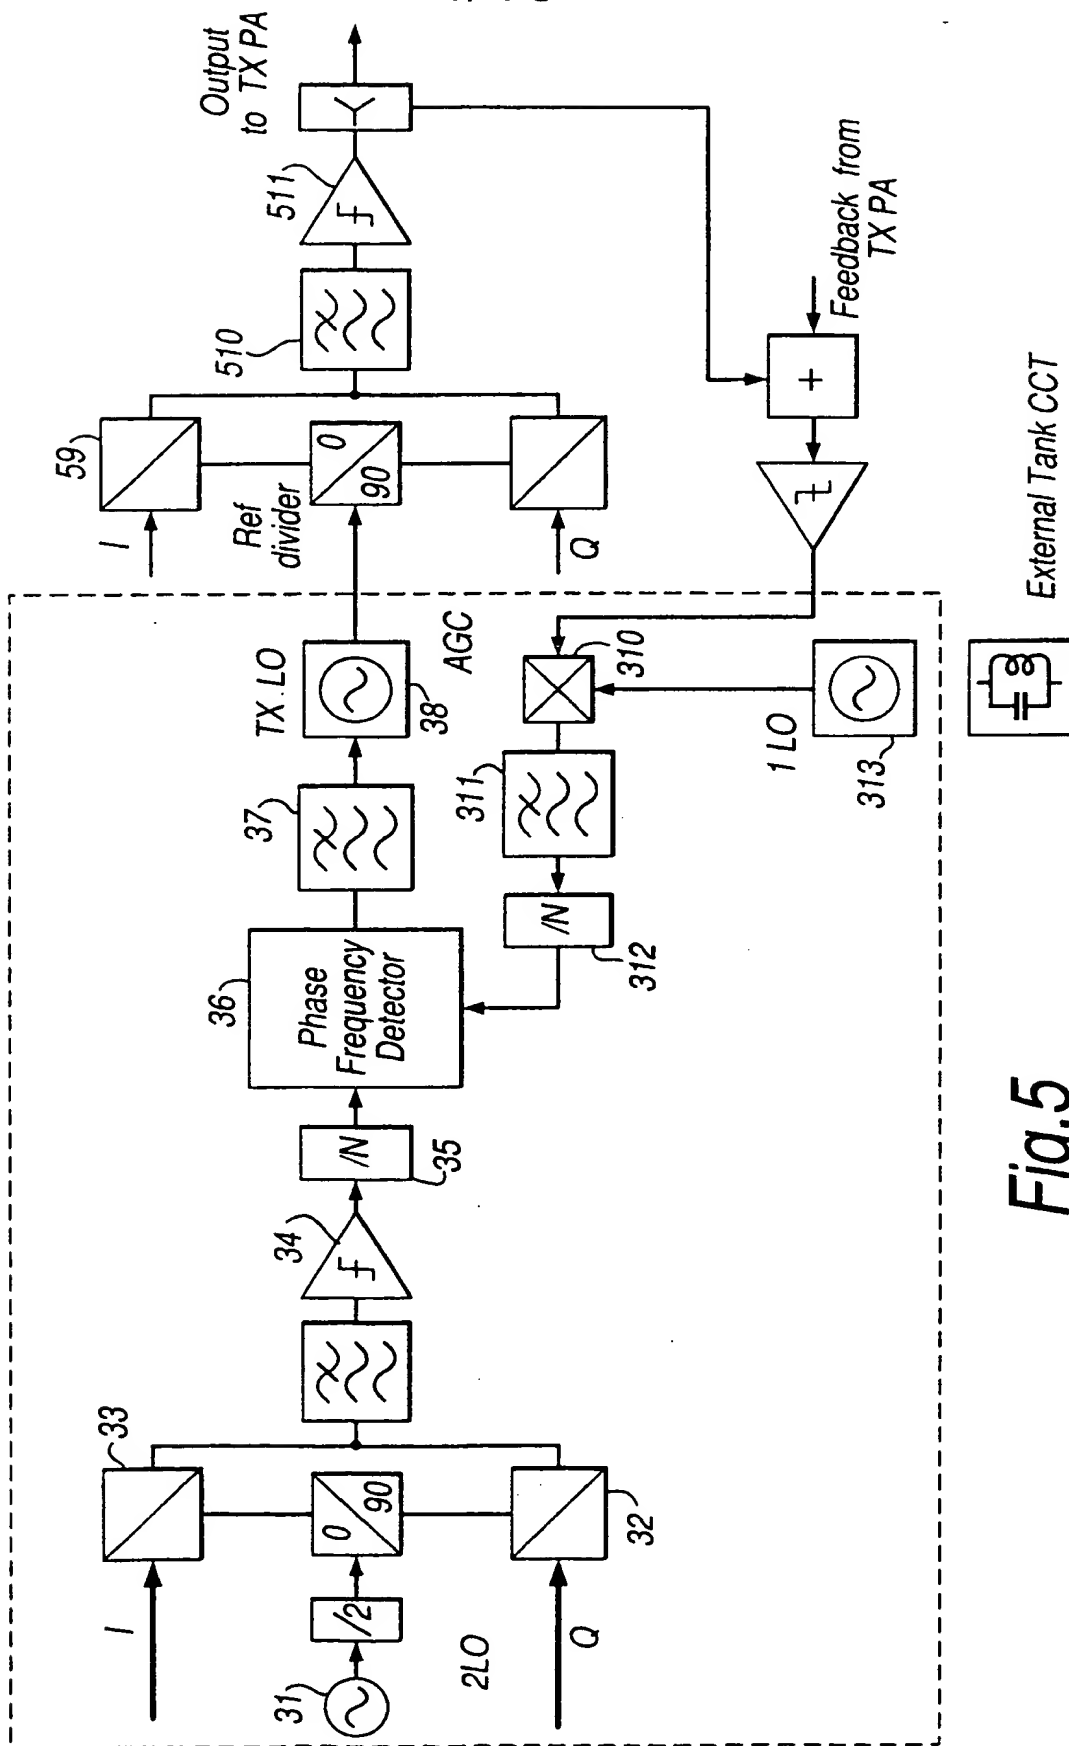 I
31
/2
2LO
Q
33
0
90
32
34
/N
35
36
Phase
Frequency
Detector
37
TX.LO
38
AGC
/N
312
311
310
1 LO
313
I
59
Ref
divider
0
90
Q
510
511
Output
to TX PA
+
Feedback from
TX PA
External Tank CCT
Fig.5